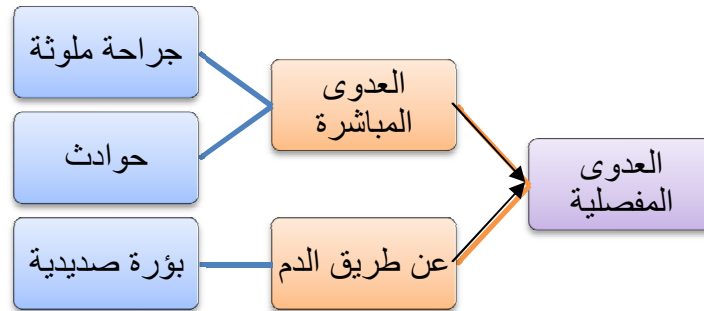 جراحة ملوثة
حوادث
بؤرة صديدية
العدوى
المباشرة
عن طريق الدم
العدوى
المفصلية